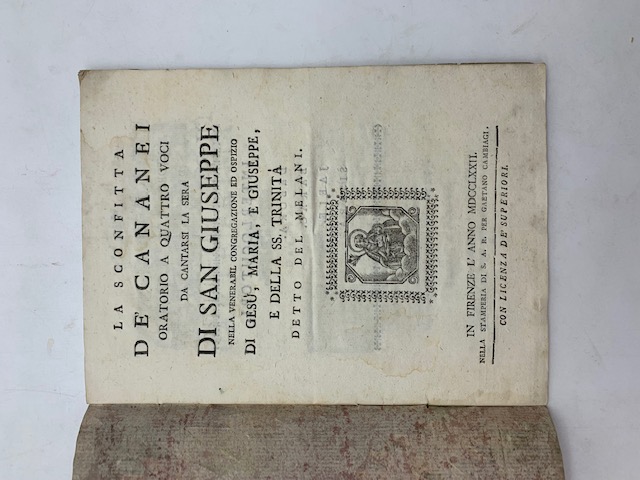 LA SCONFITTA
DE' CANANEI
ORATORIO A QUATTRO VOCI
DA CANTARSI LA SERA
DI SAN GIUSEPPE
NELLA VENERABIL CONGREGAZIONE ED OSPIZIO
DI GESÙ, MARIA, E GIUSEPPE,
E DELLA SS. TRINITÀ
DETTO DEL MELANI.
IN FIRENZE L' ANNO MDCCLXXII.
NELLA STAMPERIA DI S. A. R. PER GAETANO CAMBIAGI.
CON LICENZA DE SUPERIORI.